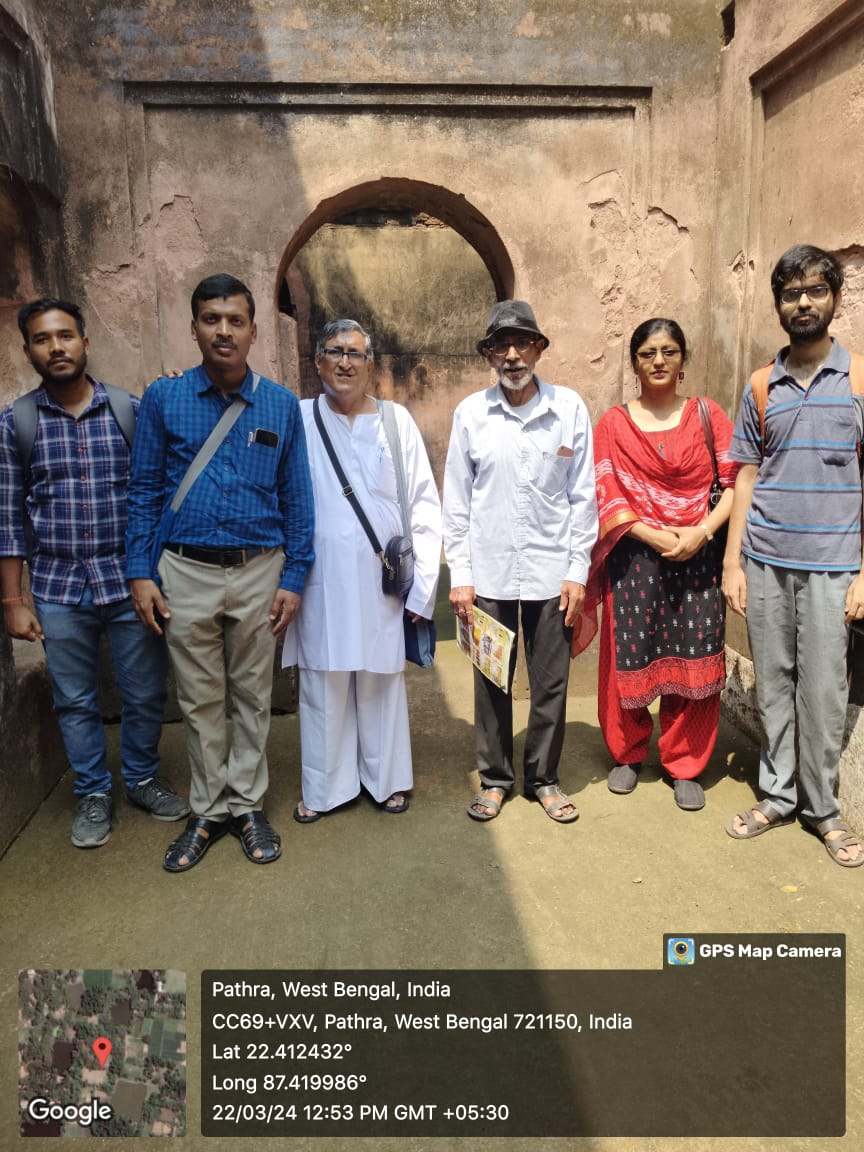 GPS Map Camera
Pathra, West Bengal, India
CC69+VXV, Pathra, West Bengal 721150, India
Lat 22.412432°
Long 87.419986°
22/03/24 12:53 PM GMT +05:30
Google